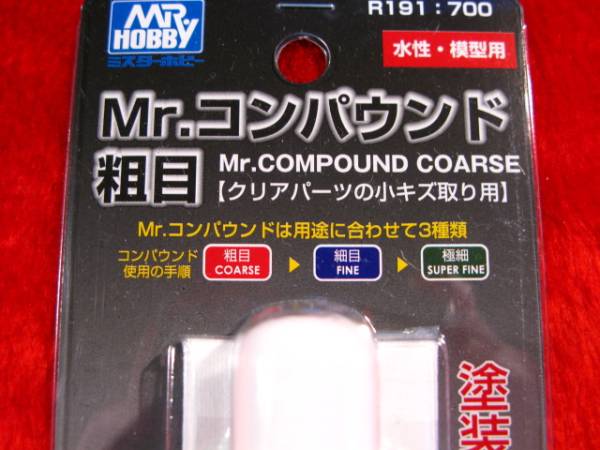 MR.
HOBBY
ミスターホビー
R191:700
水性・模型用
Mr.コンパウンド
粗目
Mr.COMPOUND COARSE
【クリアパーツの小キズ取り用】
Mr.コンパウンドは用途に合わせて3種類
コンパウンド
使用の手順
粗目
COARSE
細目
FINE
極細
SUPER FINE
塗装